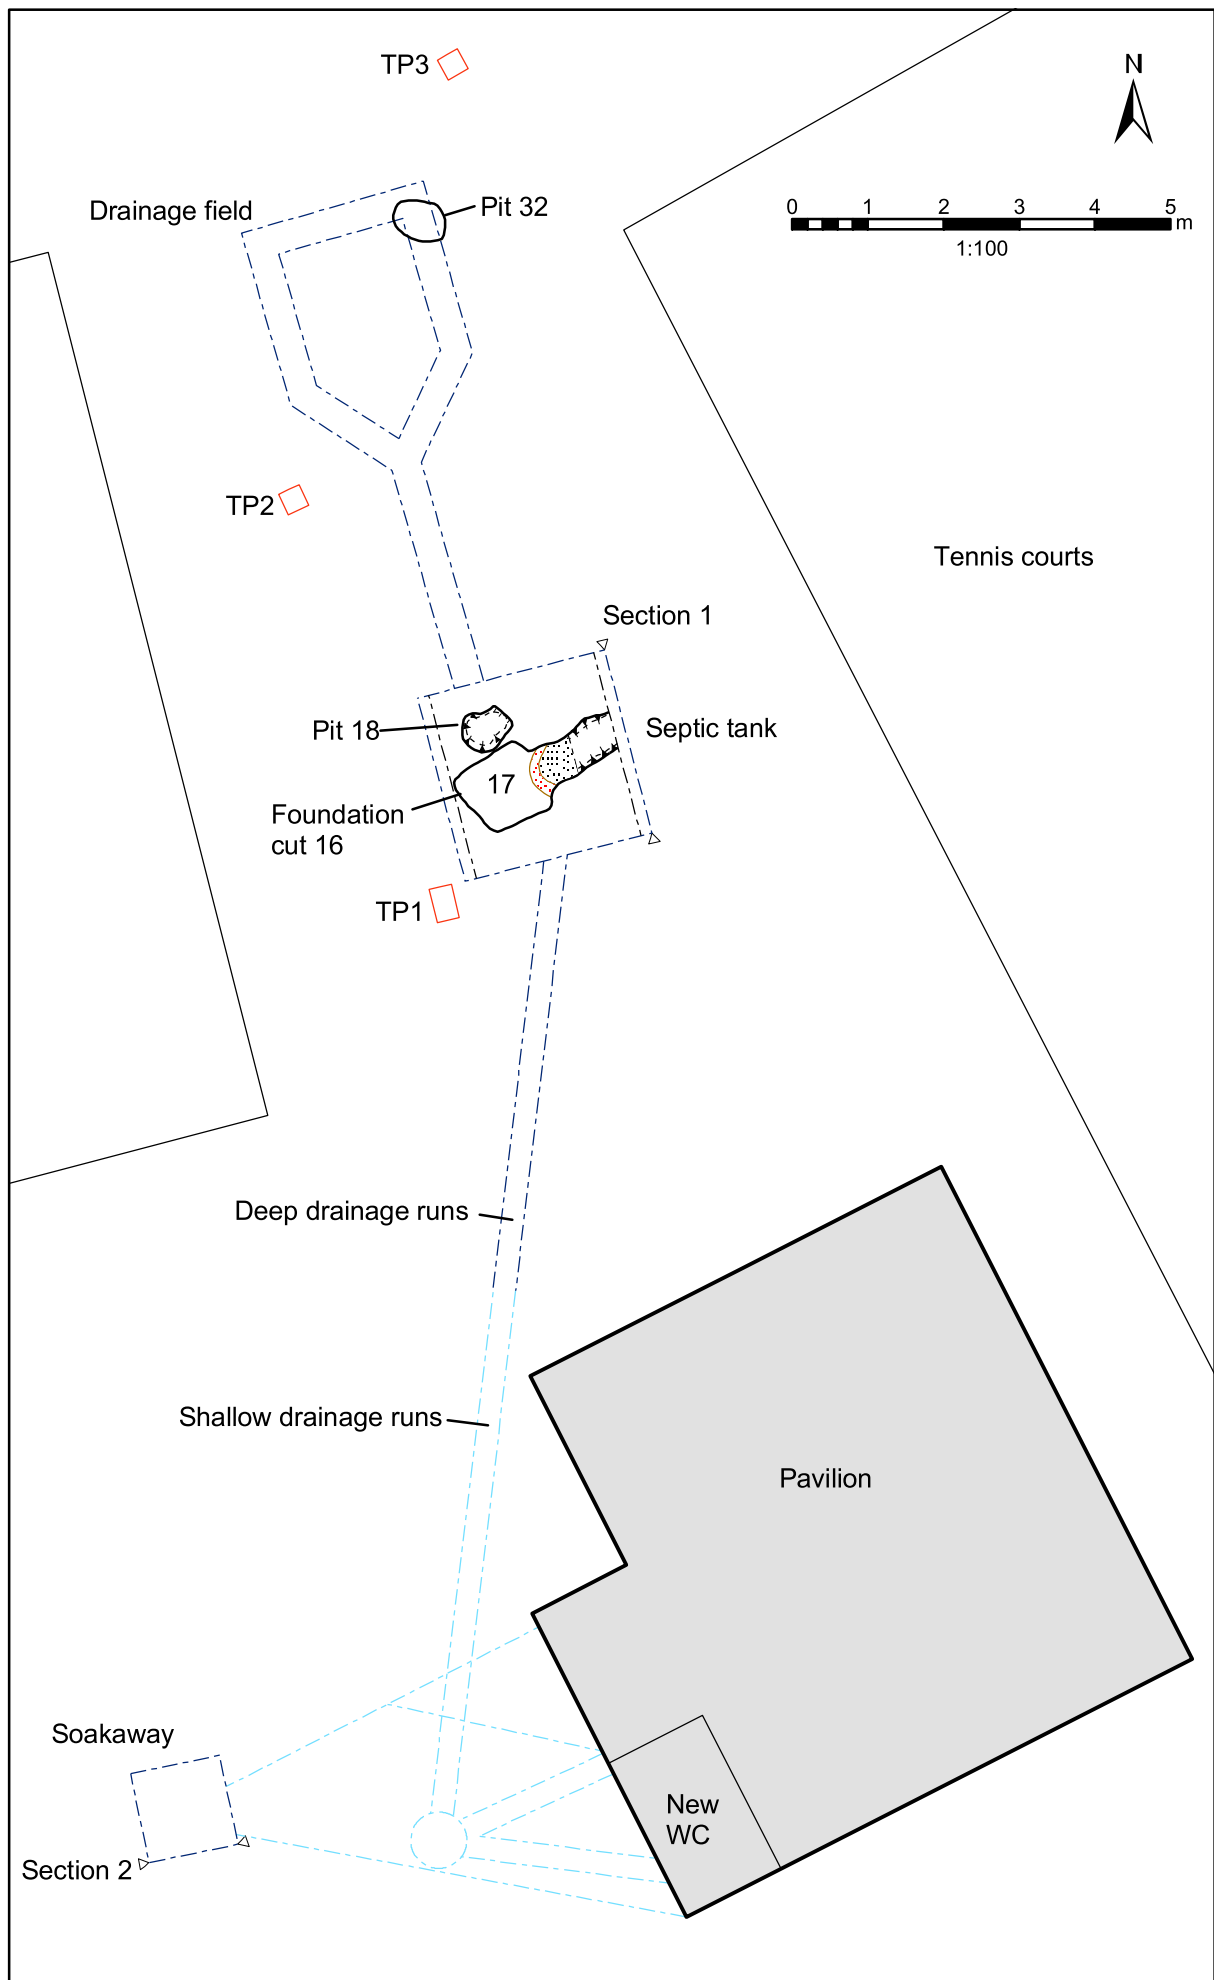 TP3
N
Drainage field
Pit 32
0 1 2 3 4 5
m
1:100
TP2
Tennis courts
Section 1
Pit 18
Septic tank
17
Foundation
cut 16
TP1
Deep drainage runs
Shallow drainage runs
Pavilion
Soakaway
New
WC
Section 2